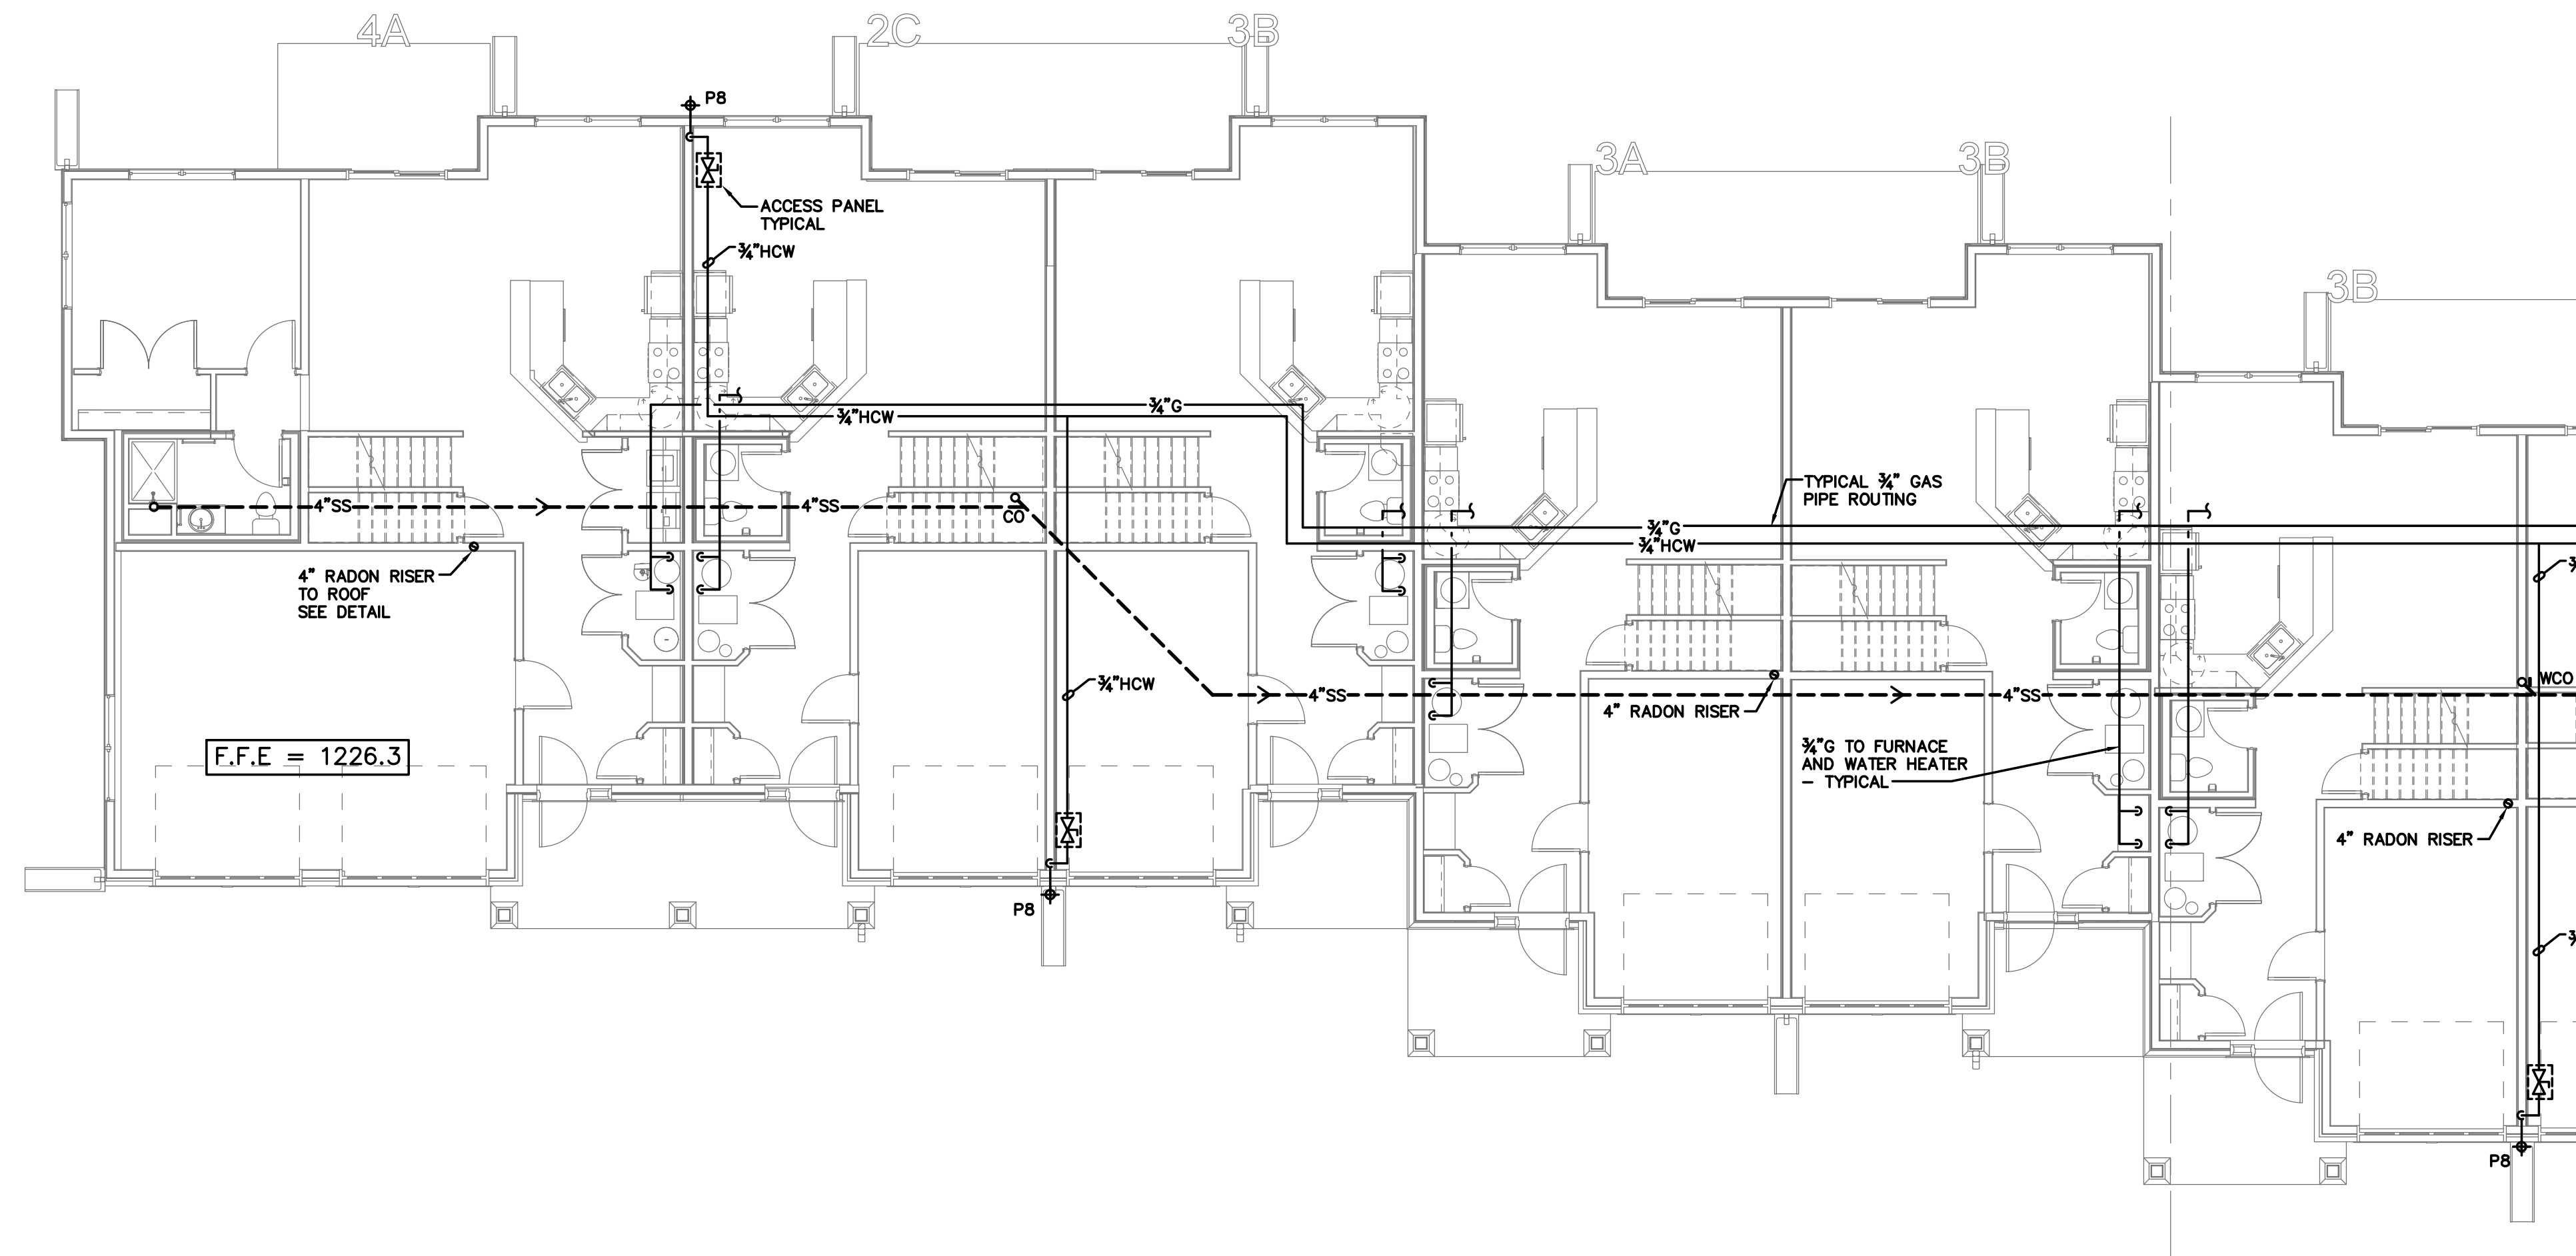 4A
2C
3B
3A
3B
3B
P8
ACCESS PANEL
TYPICAL
¾"HCW
¾"G
¾"HCW
4"SS
4"SS
CO
TYPICAL ¾" GAS
PIPE ROUTING
¾"G
¾"HCW
4" RADON RISER
TO ROOF
SEE DETAIL
¾"HCW
4"SS
4" RADON RISER
4"SS
WCO
F.F.E = 1226.3
¾"G TO FURNACE
AND WATER HEATER
- TYPICAL
4" RADON RISER
P8
P8